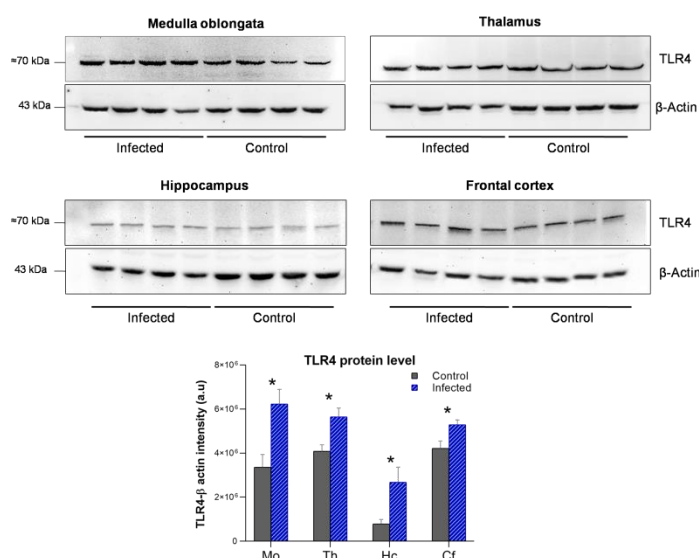 Medulla oblongata
Thalamus
≈70 kDa
TLR4
43 kDa
β-Actin
Infected
Control
Infected
Control
Hippocampus
Frontal cortex
≈70 kDa
TLR4
43 kDa
β-Actin
Infected
Control
Infected
Control
TLR4 protein level
TLR4-β actin intensity (a.u)
8×10⁶
6×10⁶
4×10⁶
2×10⁶
0
Control
Infected
*
*
*
*
Mo
Th
Hc
Cf